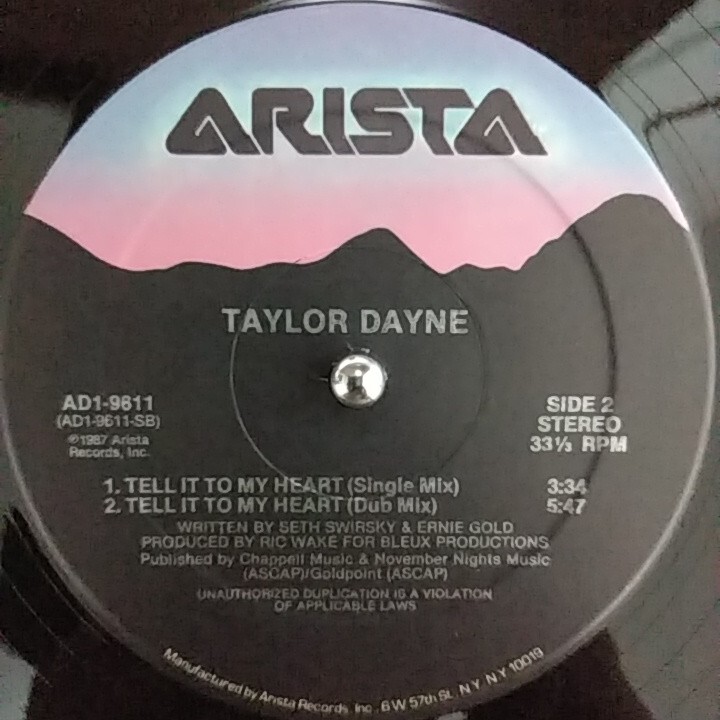 ARISTA
TAYLOR DAYNE
AD1-9611
(AD1-9611-SB)
℗1987 Arista
Records, Inc.
SIDE 2
STEREO
33⅓ RPM
1. TELL IT TO MY HEART (Single Mix) 3:34
2. TELL IT TO MY HEART (Dub Mix) 5:47
WRITTEN BY SETH SWIRSKY & ERNIE GOLD
PRODUCED BY RIC WAKE FOR BLEUX PRODUCTIONS
Published by Chappell Music & November Nights Music
(ASCAP)/Goldpoint (ASCAP)
UNAUTHORIZED DUPLICATION IS A VIOLATION
OF APPLICABLE LAWS
Manufactured by Arista Records, Inc., 6 W 57th St., N.Y., N.Y. 10019